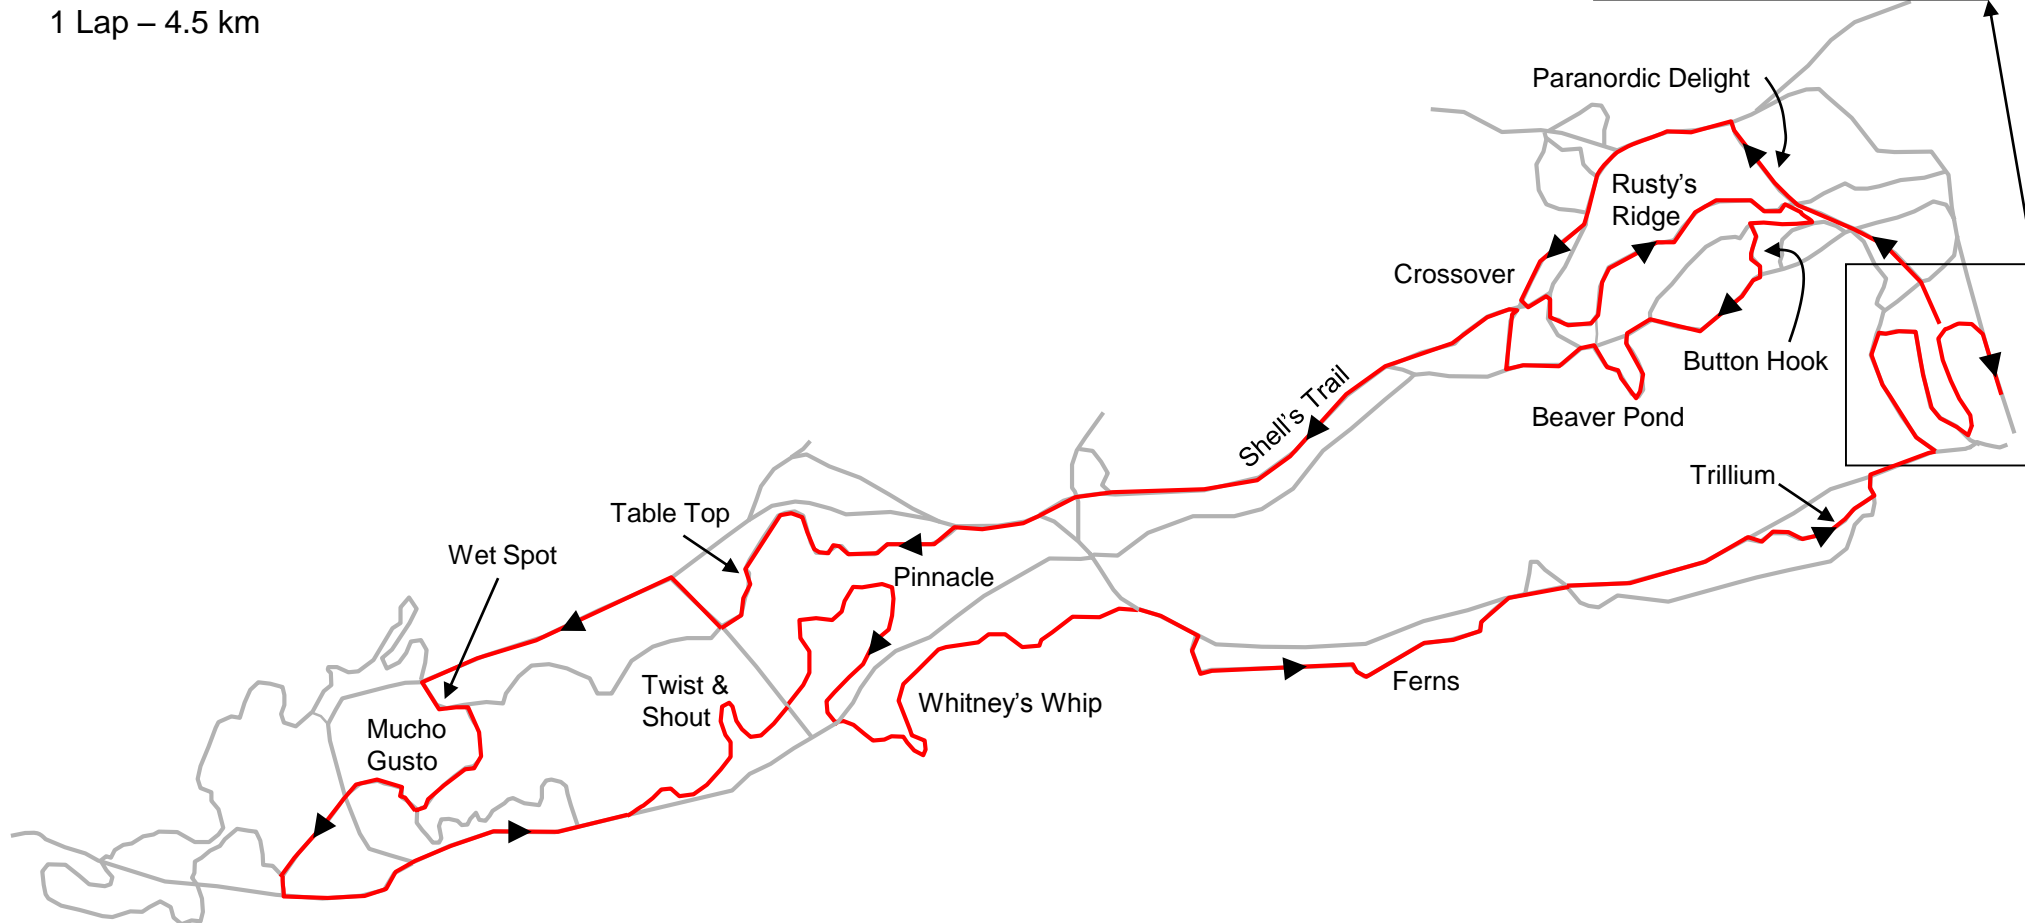 1 Lap – 4.5 km
Paranordic Delight
Rusty's
Ridge
Crossover
Button Hook
Beaver Pond
Shell's Trail
Trillium
Table Top
Wet Spot
Pinnacle
Twist &
Shout
Whitney's Whip
Ferns
Mucho
Gusto